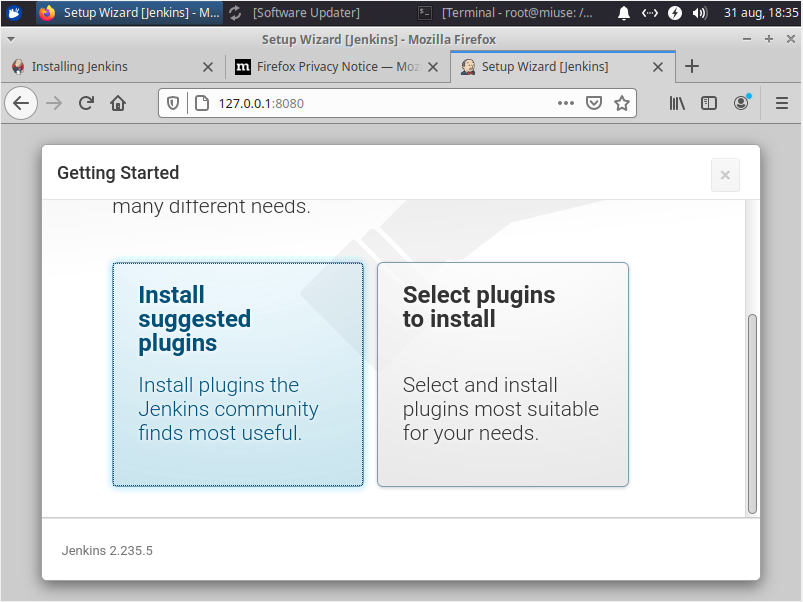 Setup Wizard [Jenkins] - M...
[Software Updater]
[Terminal - root@miuse: /...
31 aug, 18:35
Setup Wizard [Jenkins] - Mozilla Firefox
Installing Jenkins
m
Firefox Privacy Notice — Moz
Setup Wizard [Jenkins]
127.0.0.1:8080
Getting Started
many different needs.
Install
suggested
plugins
Install plugins the
Jenkins community
finds most useful.
Select plugins
to install
Select and install
plugins most suitable
for your needs.
Jenkins 2.235.5